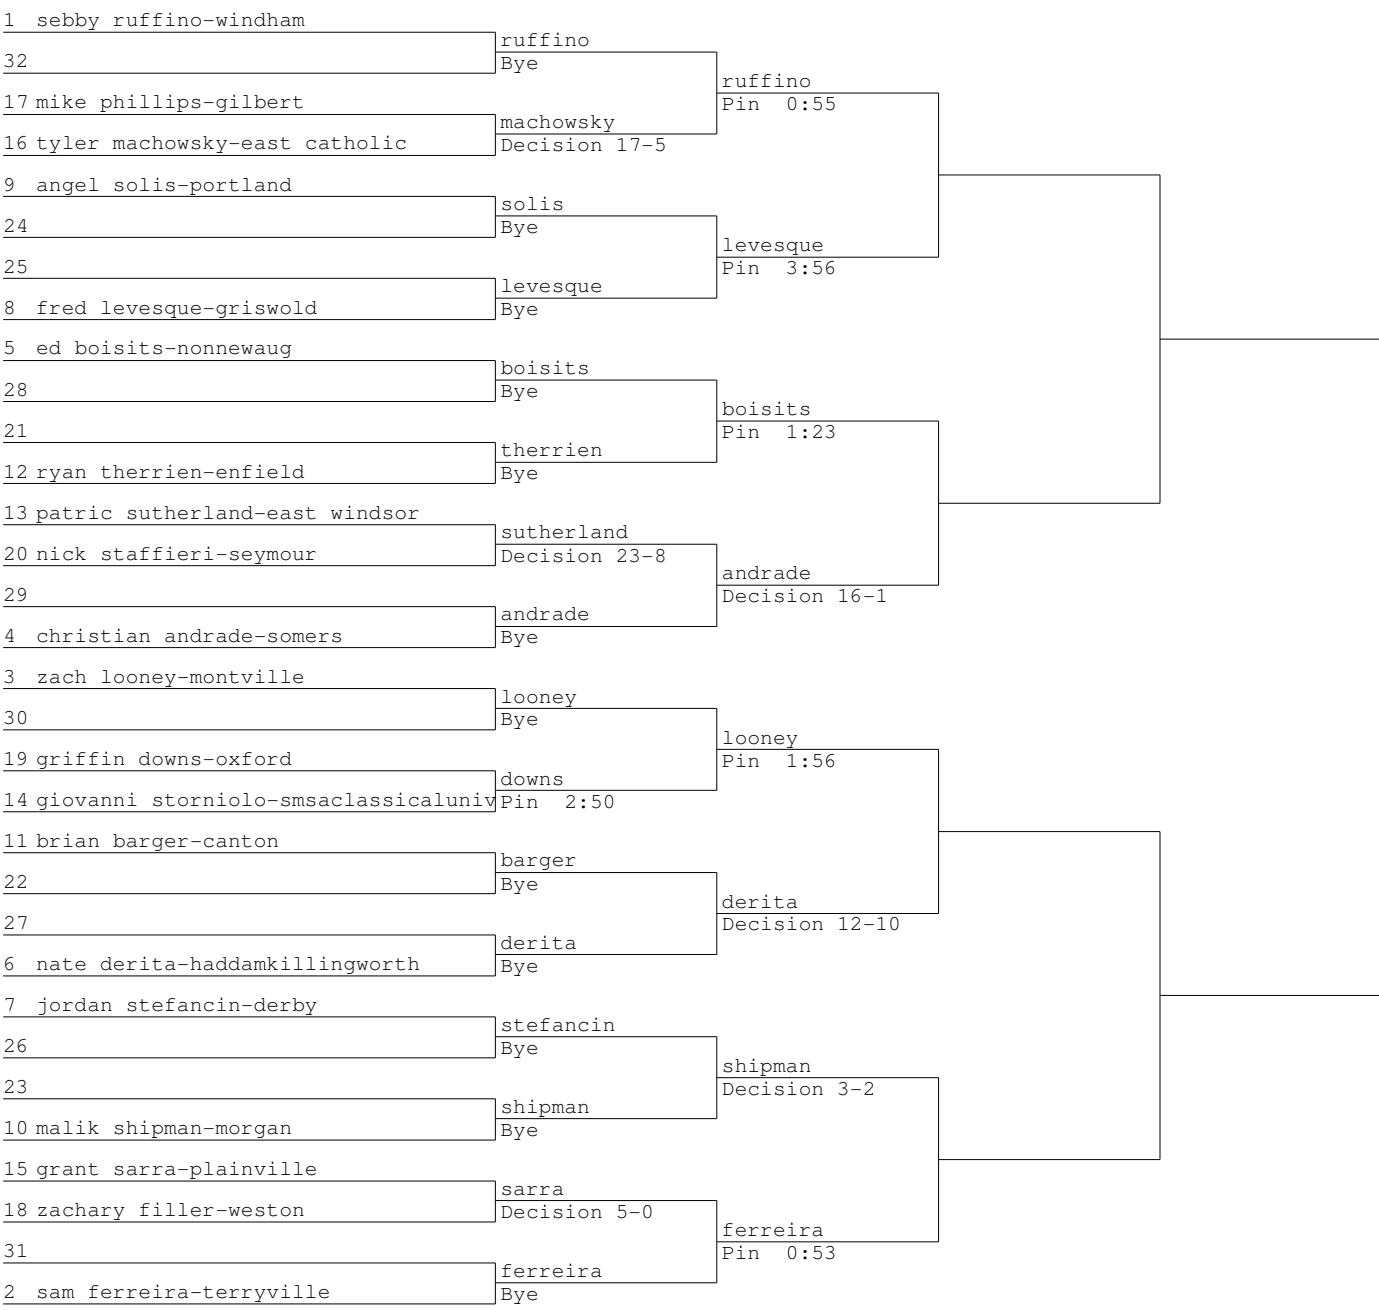 1 sebby ruffino-windham
ruffino
32
Bye
ruffino
17 mike phillips-gilbert
Pin 0:55
machowsky
16 tyler machowsky-east catholic
Decision 17-5
9 angel solis-portland
solis
24
Bye
levesque
25
Pin 3:56
levesque
8 fred levesque-griswold
Bye
5 ed boisits-nonnewaug
boisits
28
Bye
boisits
21
Pin 1:23
therrien
12 ryan therrien-enfield
Bye
13 patric sutherland-east windsor
sutherland
20 nick staffieri-seymour
Decision 23-8
andrade
29
Decision 16-1
andrade
4 christian andrade-somers
Bye
3 zach looney-montville
looney
30
Bye
looney
19 griffin downs-oxford
Pin 1:56
downs
14 giovanni storniolo-smsaclassicaluniv
Pin 2:50
11 brian barger-canton
barger
22
Bye
derita
27
Decision 12-10
derita
6 nate derita-haddamkillingworth
Bye
7 jordan stefancin-derby
stefancin
26
Bye
shipman
23
Decision 3-2
shipman
10 malik shipman-morgan
Bye
15 grant sarra-plainville
sarra
18 zachary filler-weston
Decision 5-0
ferreira
31
Pin 0:53
ferreira
2 sam ferreira-terryville
Bye